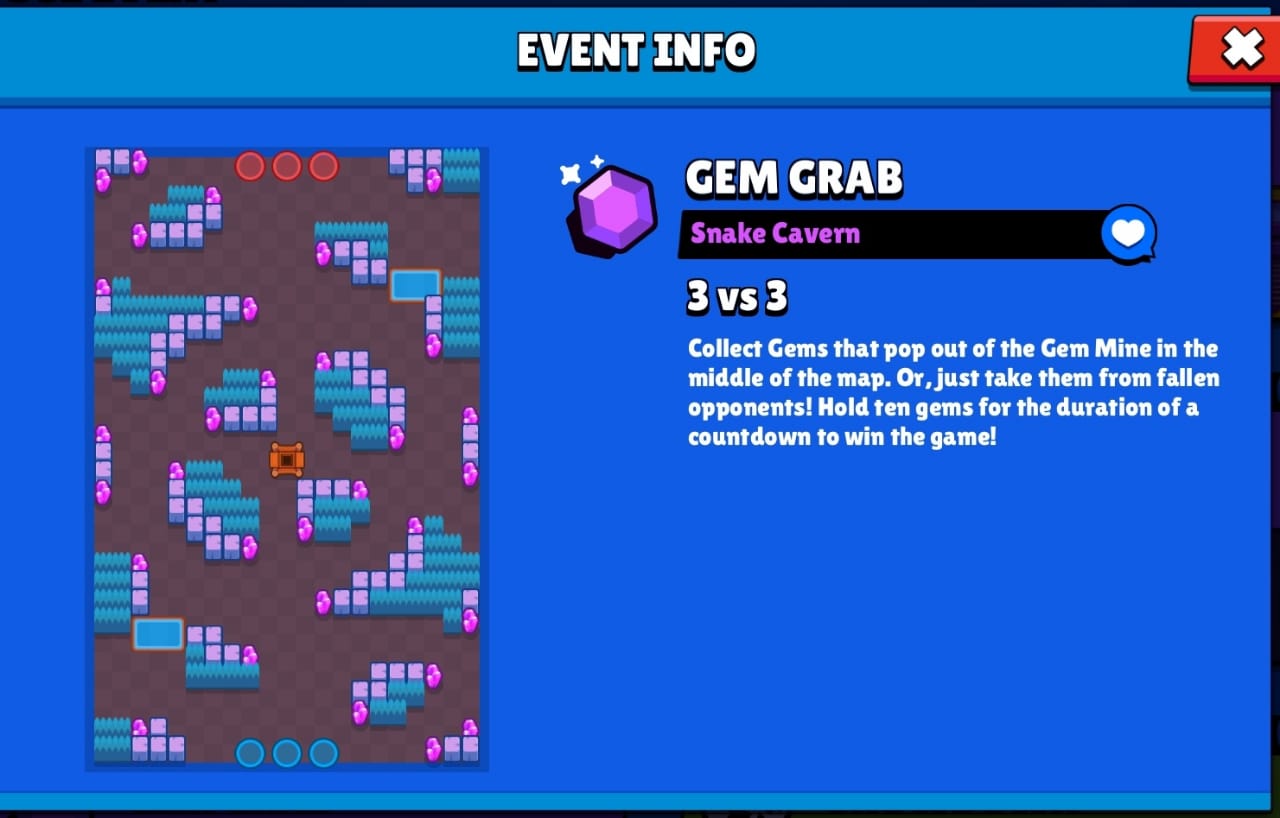 EVENT INFO
GEM GRAB
Snake Cavern
3 vs 3
Collect Gems that pop out of the Gem Mine in the
middle of the map. Or, just take them from fallen
opponents! Hold ten gems for the duration of a
countdown to win the game!